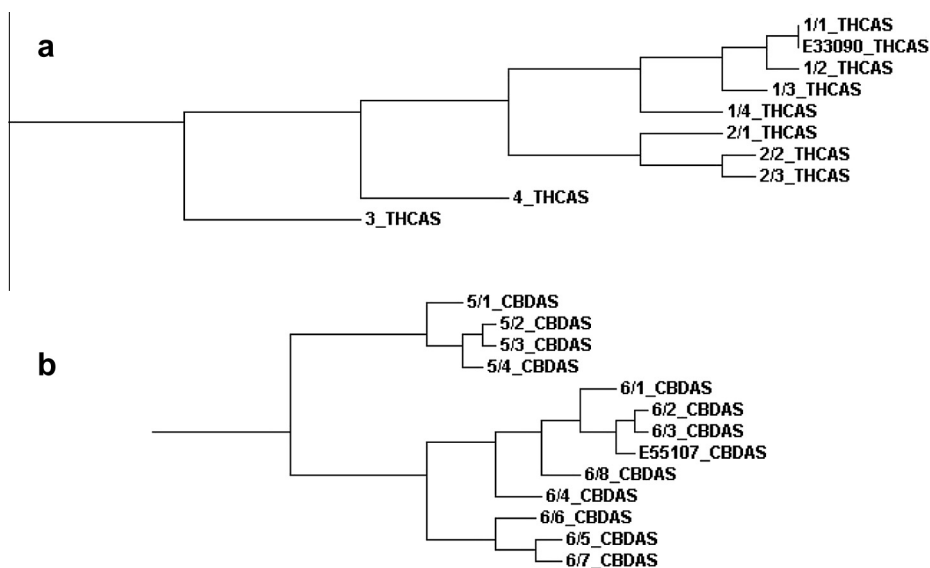 a
1/1_THCAS
E33090_THCAS
1/2_THCAS
1/3_THCAS
1/4_THCAS
2/1_THCAS
2/2_THCAS
2/3_THCAS
4_THCAS
3_THCAS
b
5/1_CBDAS
5/2_CBDAS
5/3_CBDAS
5/4_CBDAS
6/1_CBDAS
6/2_CBDAS
6/3_CBDAS
E55107_CBDAS
6/8_CBDAS
6/4_CBDAS
6/6_CBDAS
6/5_CBDAS
6/7_CBDAS